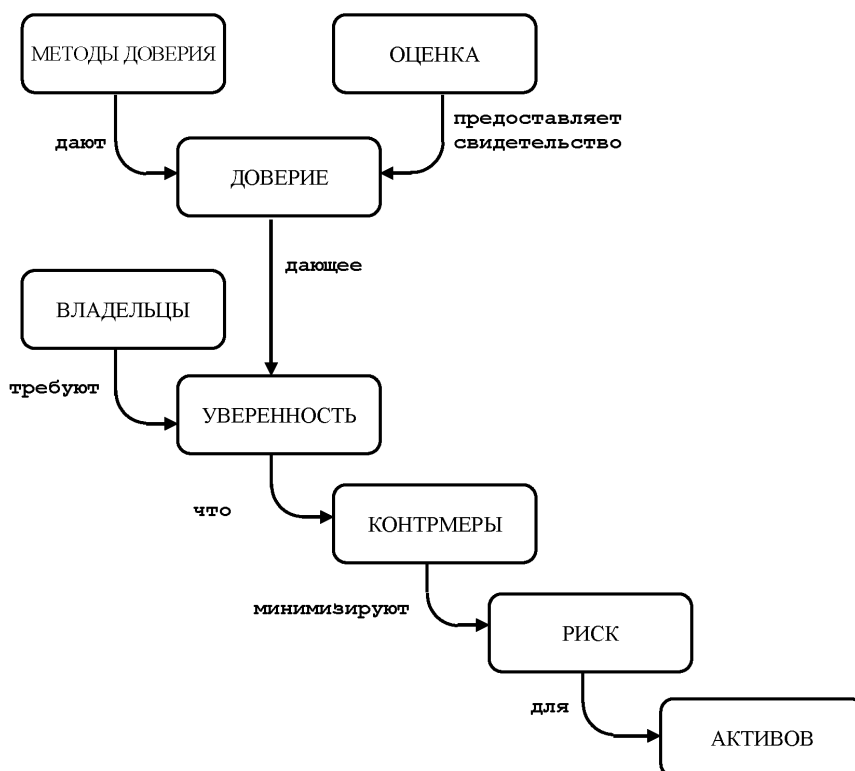 МЕТОДЫ ДОВЕРИЯ
ОЦЕНКА
дают
предоставляет
свидетельство
ДОВЕРИЕ
дающее
ВЛАДЕЛЬЦЫ
требуют
УВЕРЕННОСТЬ
что
КОНТРМЕРЫ
минимизируют
РИСК
для
АКТИВОВ